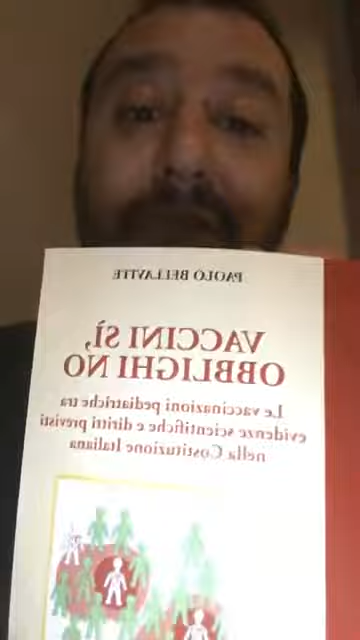 PAOLO BELLAVITE
VACCINI SÌ,
OBBLIGHI NO
Le vaccinazioni pediatriche tra
evidenze scientifiche e diritti previsti
nella Costituzione Italiana